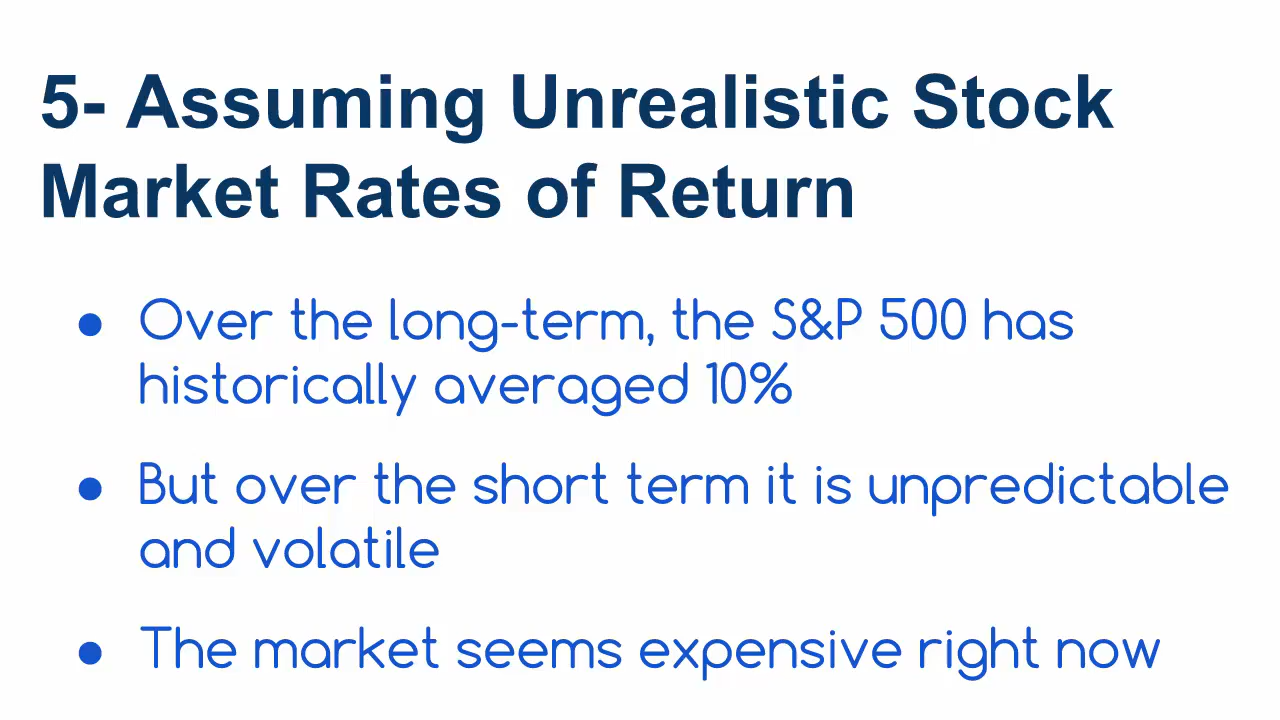 5- Assuming Unrealistic Stock
Market Rates of Return
● Over the long-term, the S&P 500 has
historically averaged 10%
● But over the short term it is unpredictable
and volatile
● The market seems expensive right now